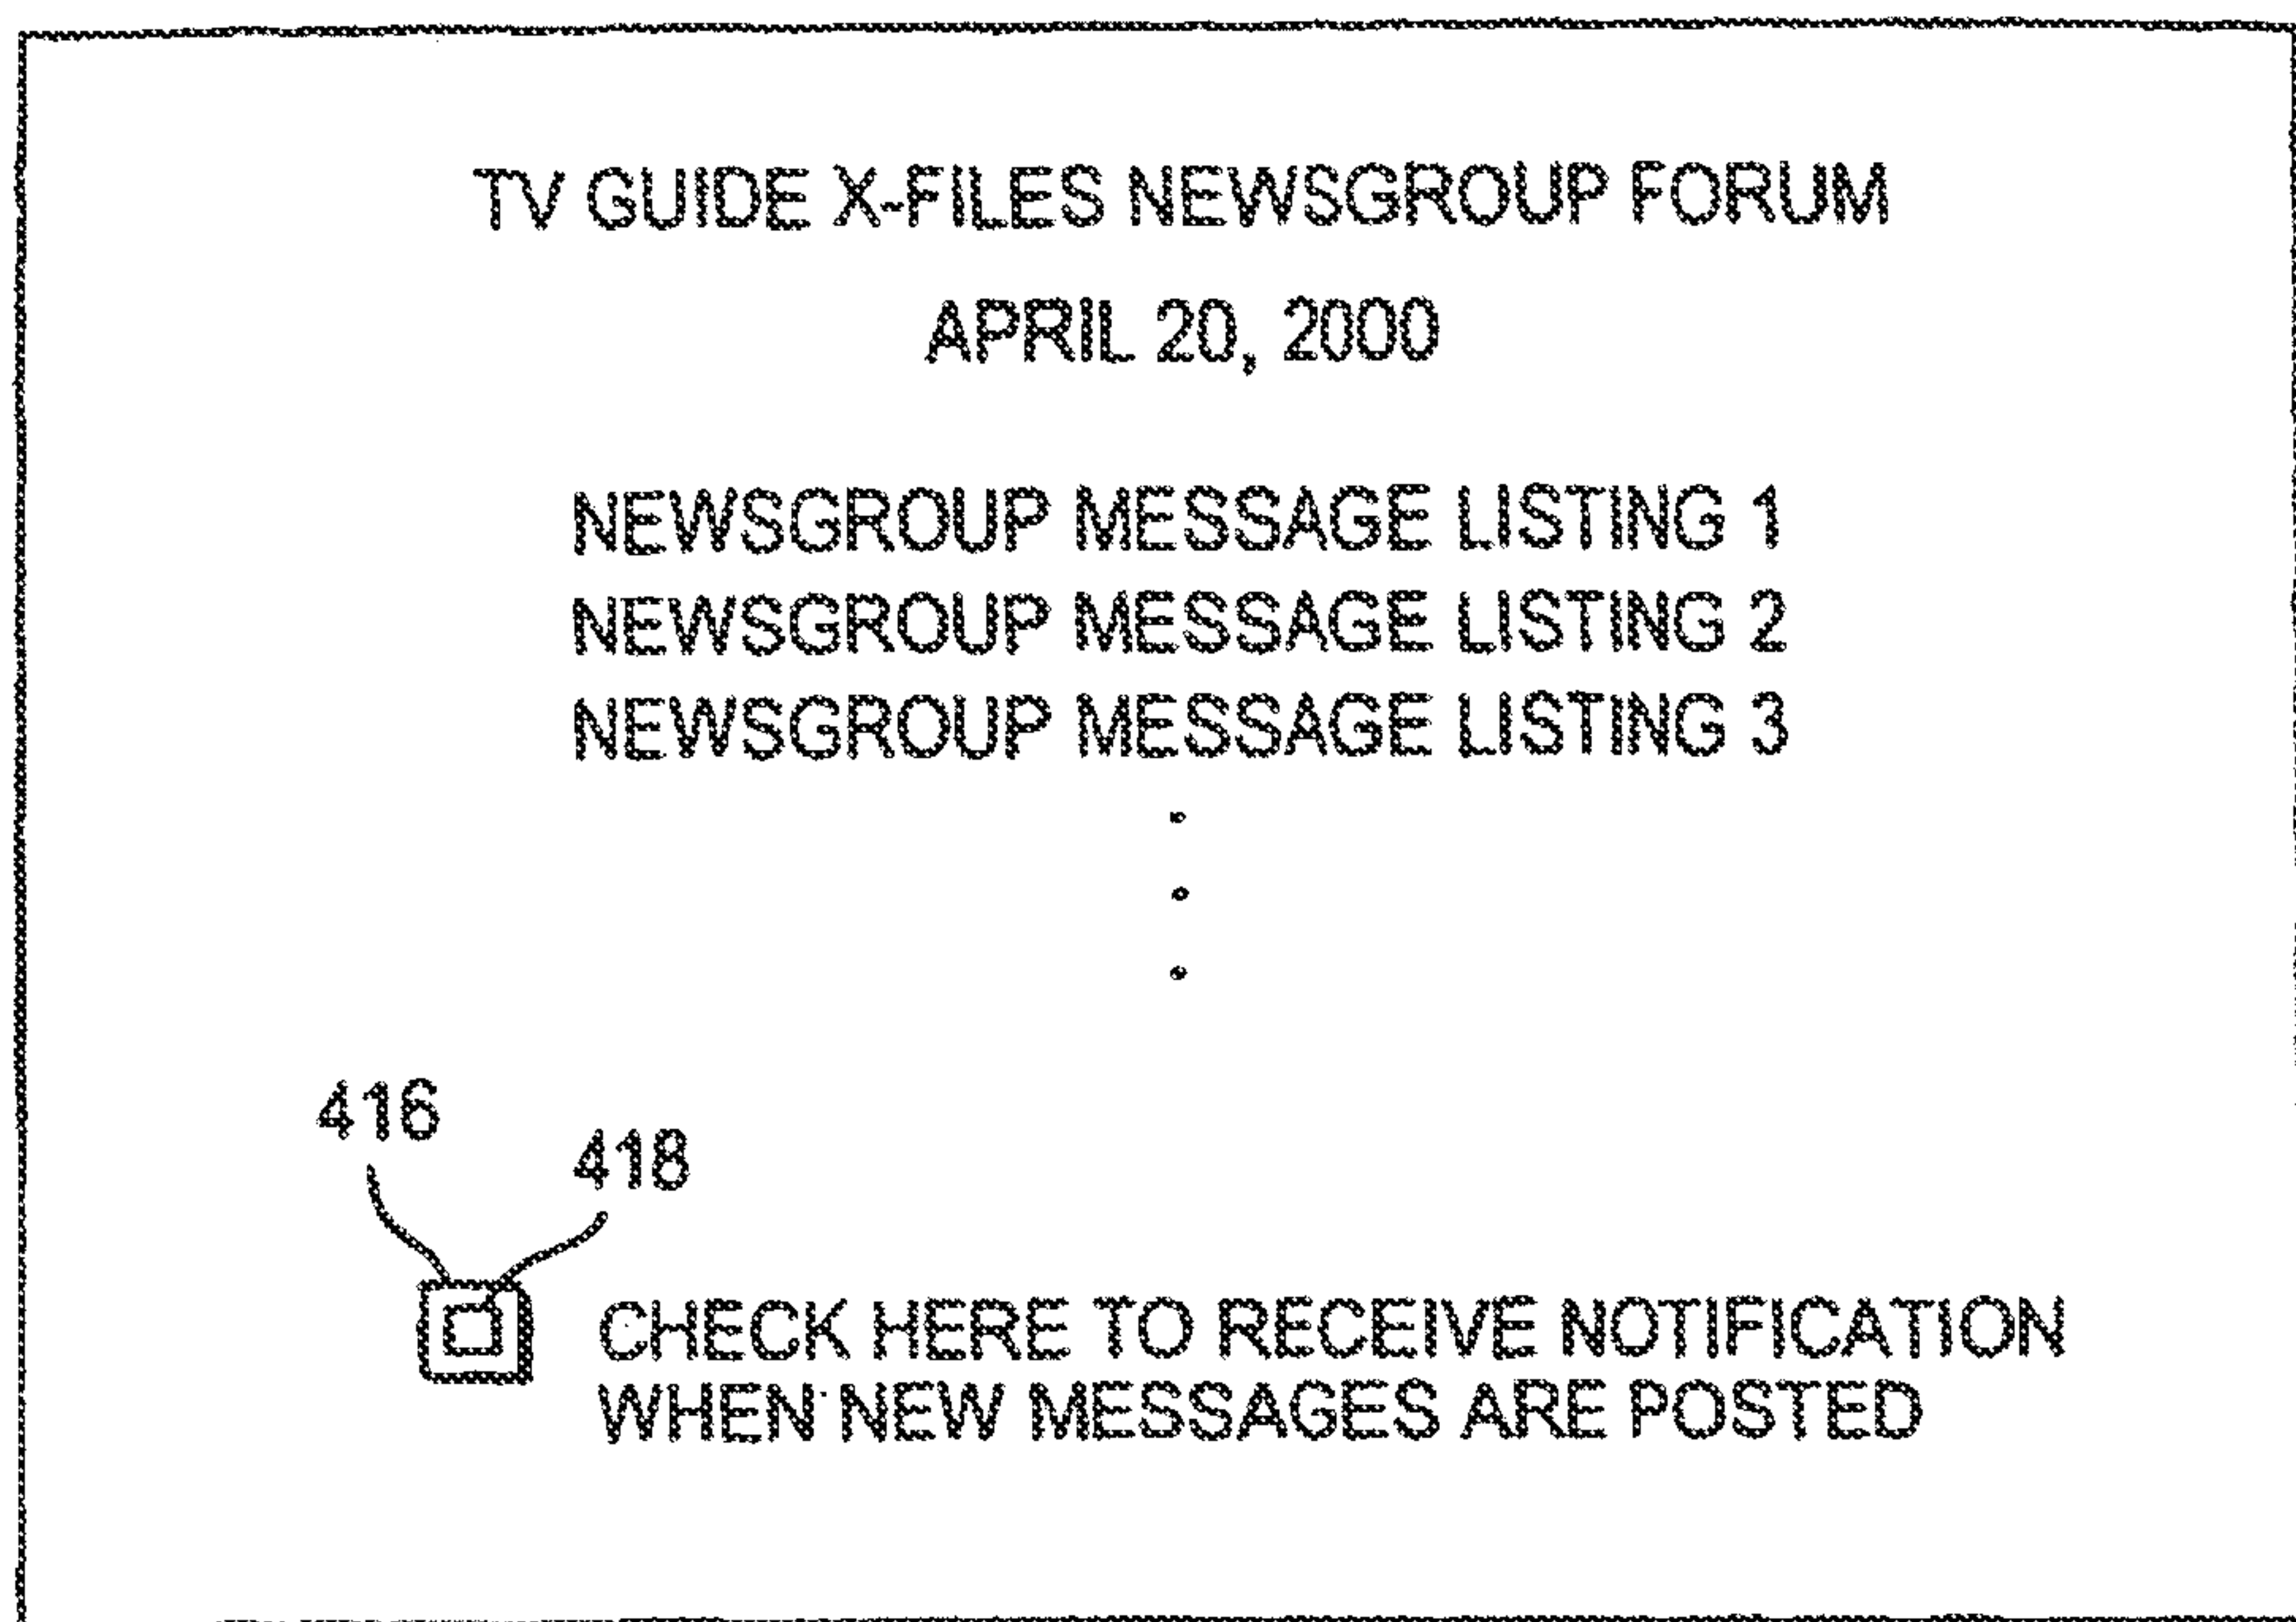 TV GUIDE X-FILES NEWSGROUP FORUM
APRIL 20, 2000
NEWSGROUP MESSAGE LISTING 1
NEWSGROUP MESSAGE LISTING 2
NEWSGROUP MESSAGE LISTING 3
416
418
CHECK HERE TO RECEIVE NOTIFICATION
WHEN NEW MESSAGES ARE POSTED